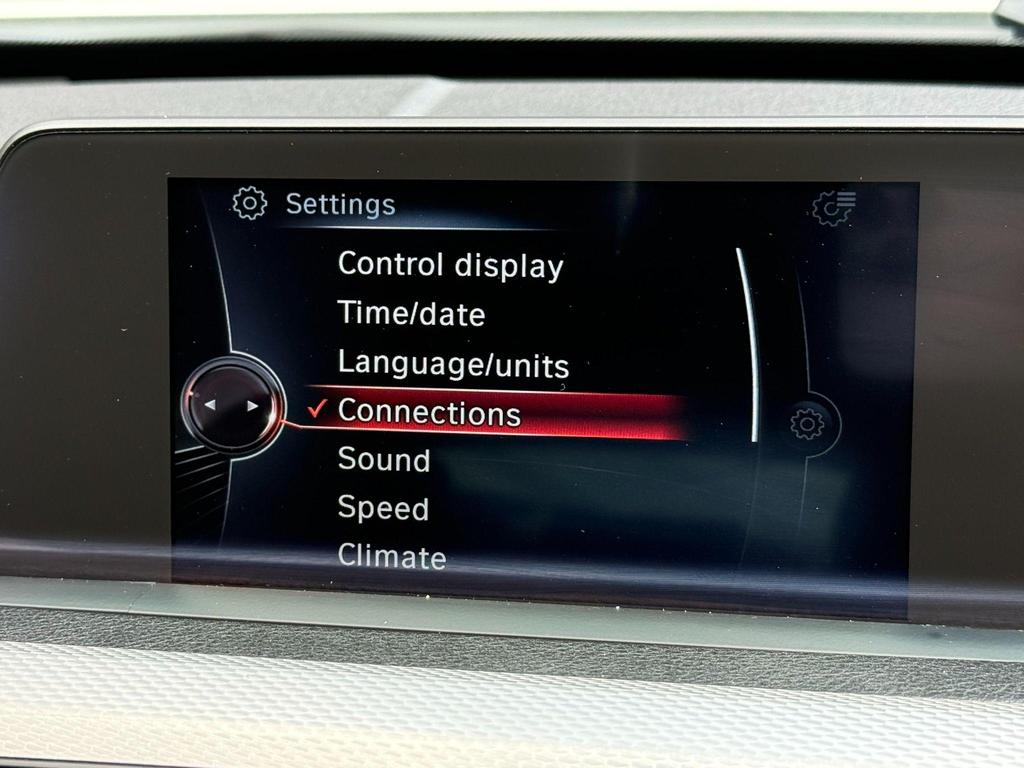 Settings
Control display
Time/date
Language/units
Connections
Sound
Speed
Climate